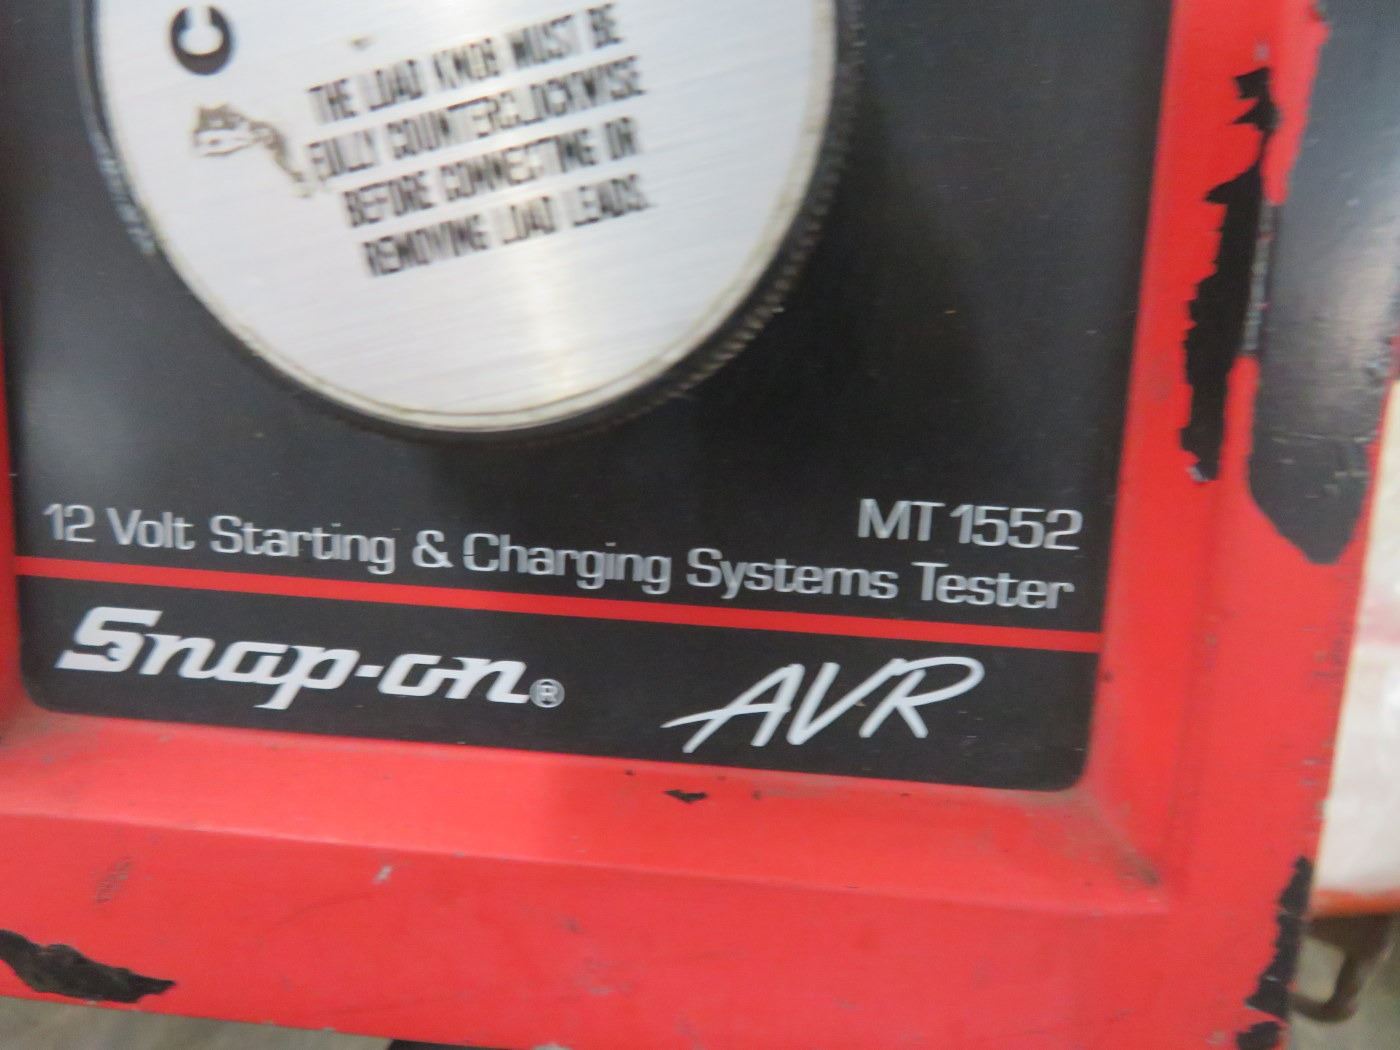 C
THE LOAD KNOB MUST BE
FULLY COUNTERCLOCKWISE
BEFORE CONNECTING OR
REMOVING LOAD LEADS.
MT 1552
12 Volt Starting & Charging Systems Tester
Snap-on®
AVR